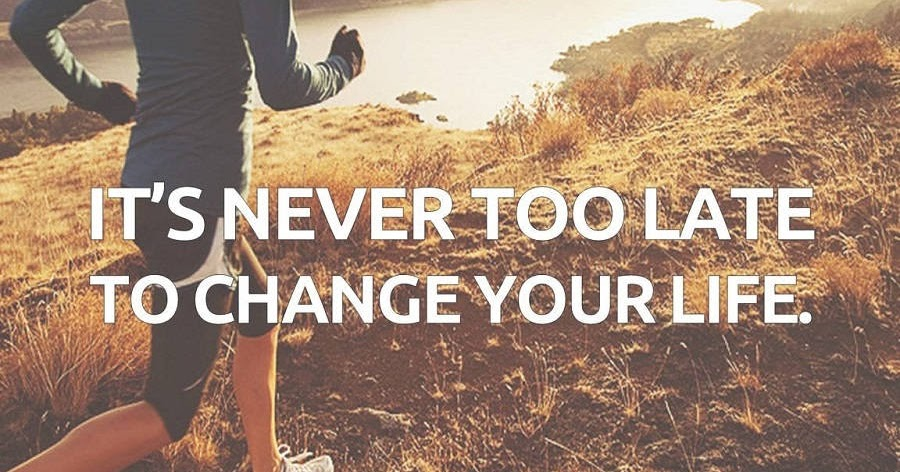 IT’S NEVER TOO LATE
TO CHANGE YOUR LIFE.